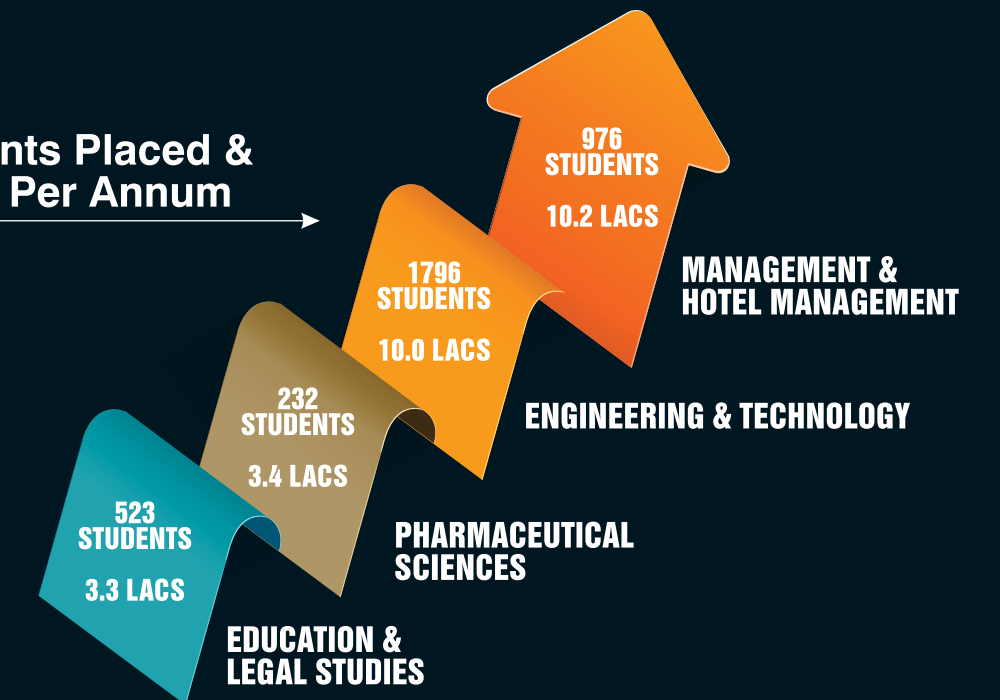 nts Placed &
Per Annum
976
STUDENTS
10.2 LACS
MANAGEMENT &
HOTEL MANAGEMENT
1796
STUDENTS
10.0 LACS
ENGINEERING & TECHNOLOGY
232
STUDENTS
3.4 LACS
PHARMACEUTICAL
SCIENCES
523
STUDENTS
3.3 LACS
EDUCATION &
LEGAL STUDIES